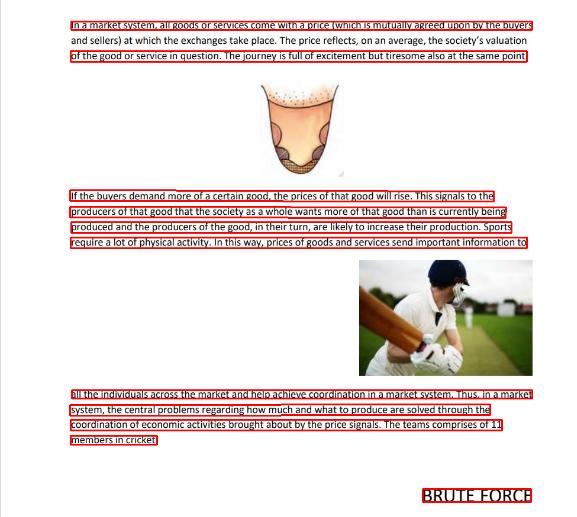 In a market system, all goods or services come with a price (which is mutually agreed upon by the buyers
and sellers) at which the exchanges take place. The price reflects, on an average, the society's valuation
of the good or service in question. The journey is full of excitement but tiresome also at the same point.
If the buyers demand more of a certain good, the prices of that good will rise. This signals to the
producers of that good that the society as a whole wants more of that good than is currently being
produced and the producers of the good, in their turn, are likely to increase their production. Sports
require a lot of physical activity. In this way, prices of goods and services send important information to
all the individuals across the market and help achieve coordination in a market system. Thus, in a market
system, the central problems regarding how much and what to produce are solved through the
coordination of economic activities brought about by the price signals. The teams comprises of 11
members in cricket.
BRUTE FORCE